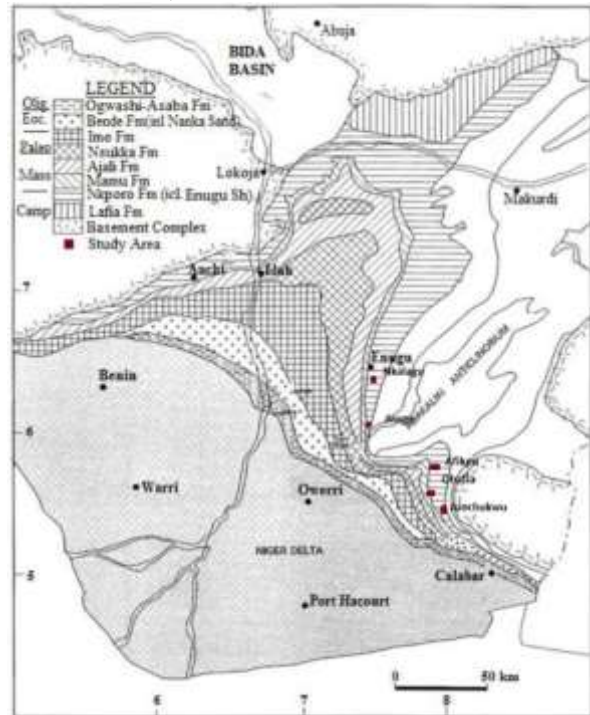 Abuja
BIDA
BASIN
LEGEND
Olig Ogwashi-Asaba Fm
Eoc. Bende Fm(incl Nanka Sand)
Imo Fm
Paleo Nsukka Fm
Ajali Fm
Maas Mamu Fm
Nkporo Fm (icl. Enugu Sh)
Camp Lafia Fm
Basement Complex
Study Area
Lokoja
Makurdi
Auchi
Idah
7
Enugu
ANTICLINORIUM
Benin
6
Afikpo
Warri
Owerri
NIGER DELTA
5
Calabar
Port Hacourt
0 50 km
6 7 8